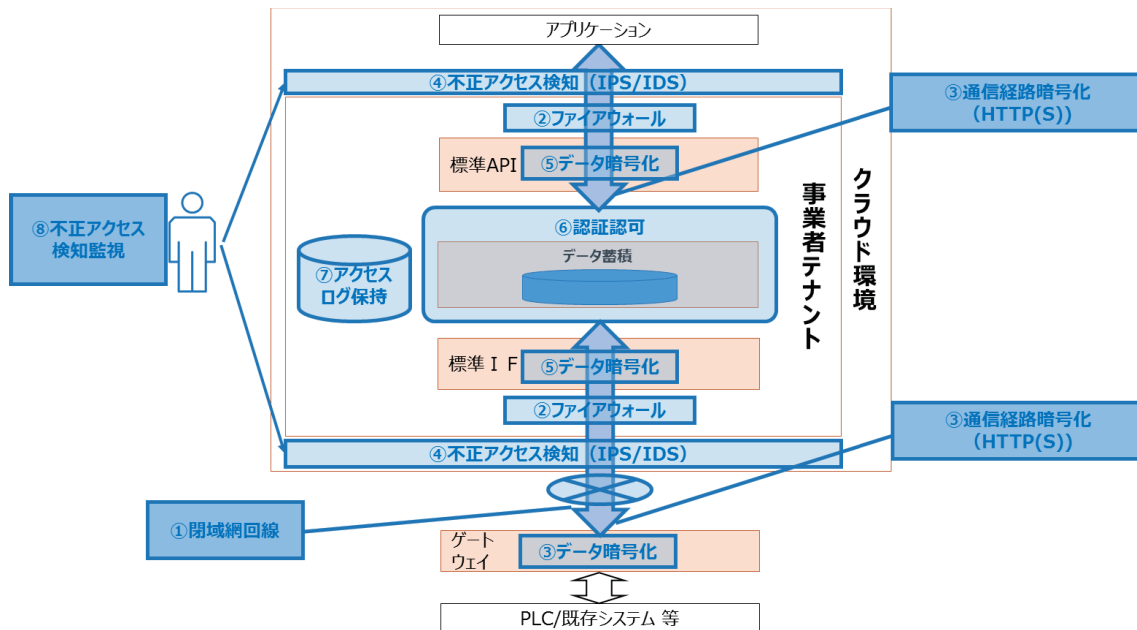 アプリケーション
④不正アクセス検知（IPS/IDS）
③通信経路暗号化
（HTTP(S)）
②ファイアウォール
標準API
⑤データ暗号化
クラウド環境
事業者テナント
⑧不正アクセス
検知監視
⑥認証認可
データ蓄積
⑦アクセス
ログ保持
標準ＩＦ
⑤データ暗号化
②ファイアウォール
③通信経路暗号化
（HTTP(S)）
④不正アクセス検知（IPS/IDS）
①閉域網回線
ゲート
ウェイ
③データ暗号化
PLC/既存システム 等